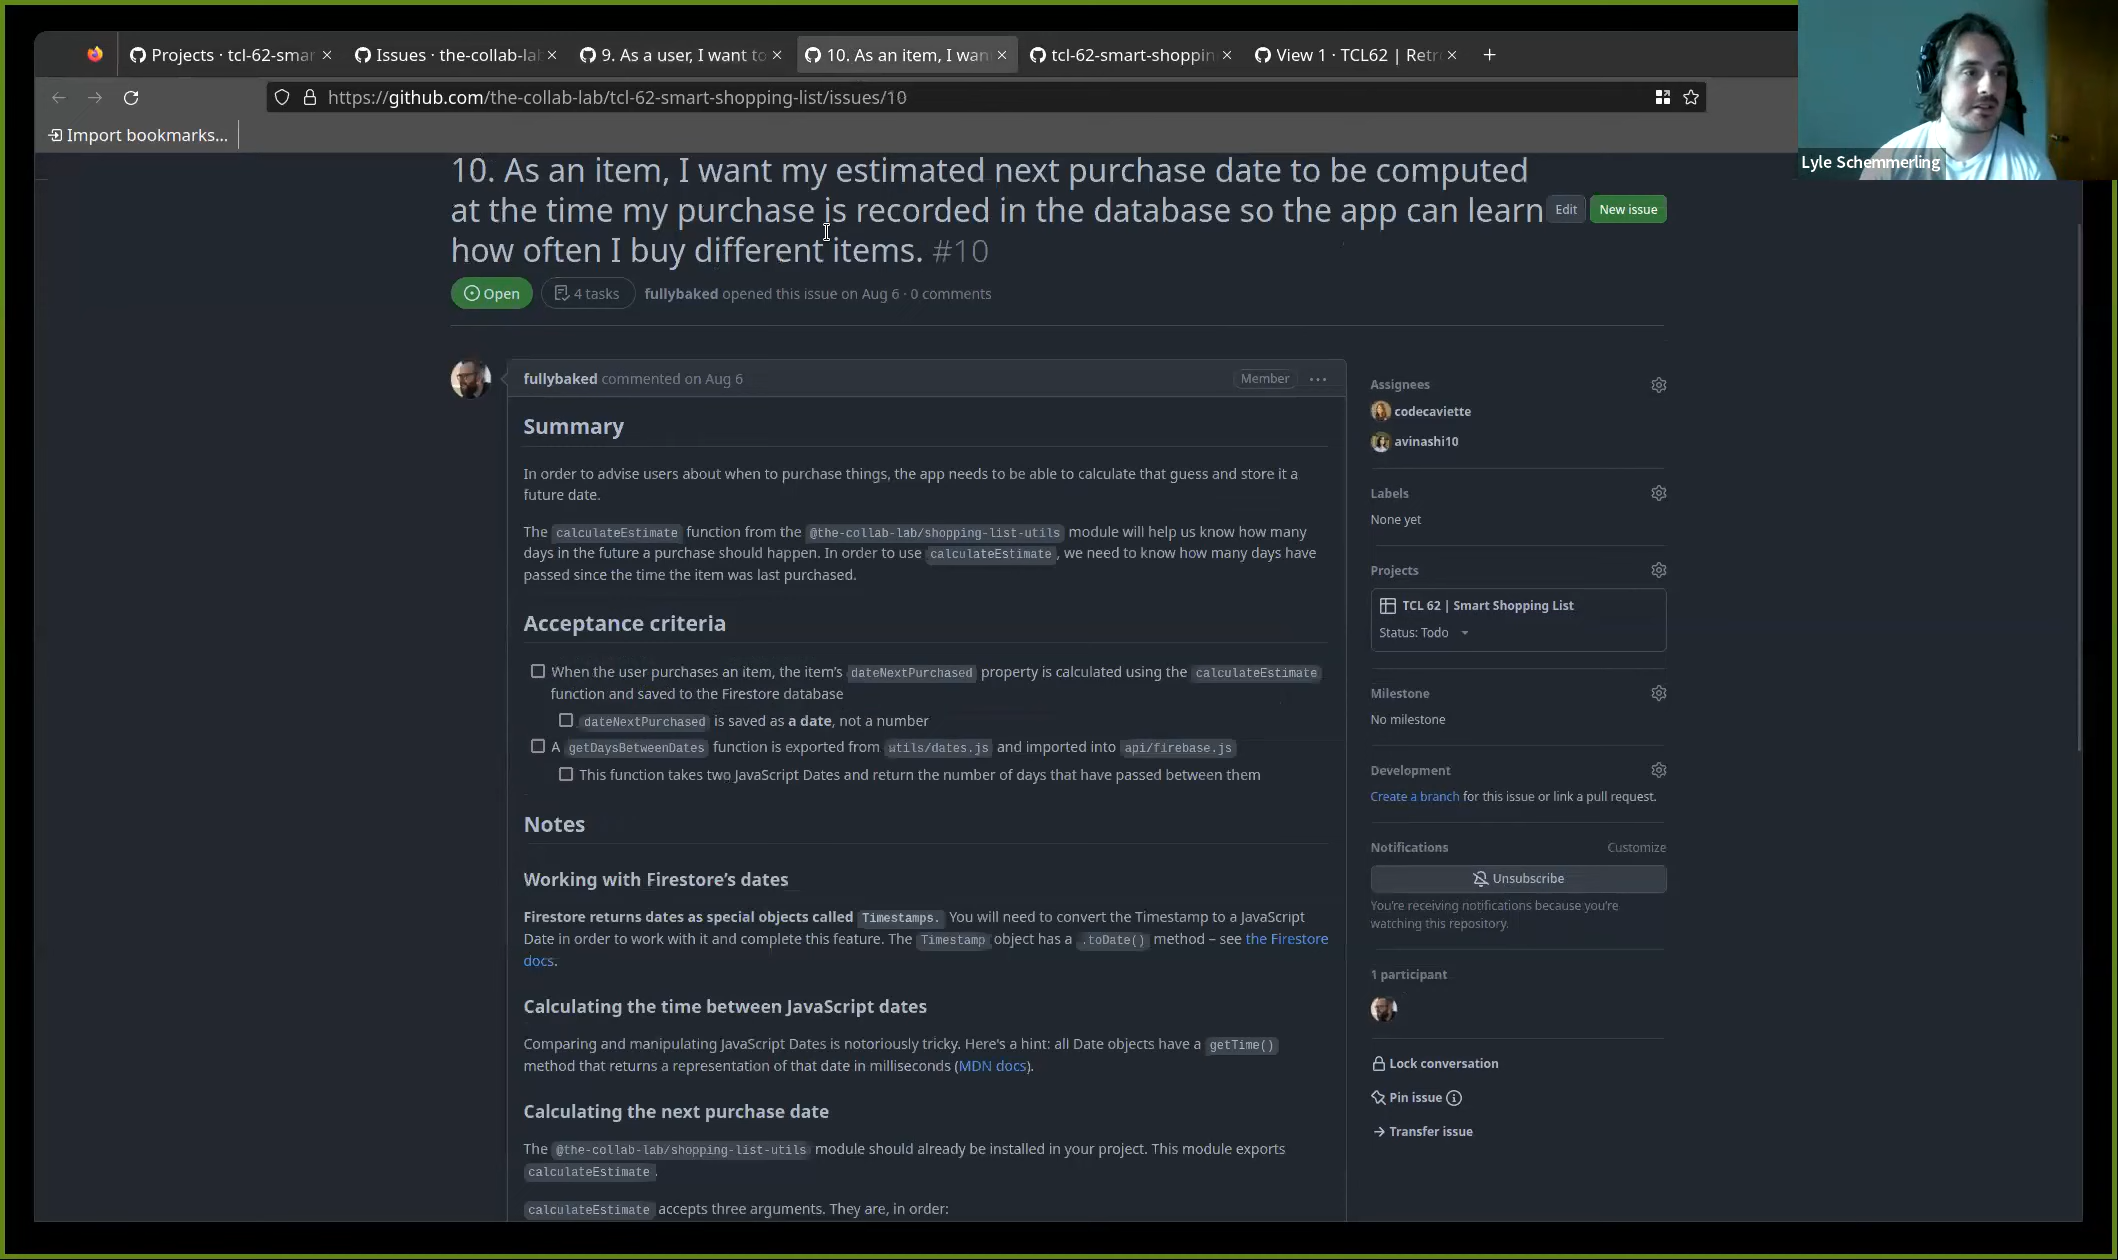 Projects · tcl-62-smar
Issues · the-collab-lab
9. As a user, I want to
10. As an item, I wan
tcl-62-smart-shoppin
View 1 · TCL62 | Retr
https://github.com/the-collab-lab/tcl-62-smart-shopping-list/issues/10
Import bookmarks...
Lyle Schemmerling
10. As an item, I want my estimated next purchase date to be computed
at the time my purchase is recorded in the database so the app can learn
how often I buy different items. #10
Edit
New issue
Open
4 tasks
fullybaked opened this issue on Aug 6 · 0 comments
fullybaked commented on Aug 6
Member
Summary
In order to advise users about when to purchase things, the app needs to be able to calculate that guess and store it a
future date.
The calculateEstimate function from the @the-collab-lab/shopping-list-utils module will help us know how many
days in the future a purchase should happen. In order to use calculateEstimate, we need to know how many days have
passed since the time the item was last purchased.
Acceptance criteria
When the user purchases an item, the item’s dateNextPurchased property is calculated using the calculateEstimate
function and saved to the Firestore database
dateNextPurchased is saved as a date, not a number
A getDaysBetweenDates function is exported from utils/dates.js and imported into api/firebase.js
This function takes two JavaScript Dates and return the number of days that have passed between them
Notes
Working with Firestore’s dates
Firestore returns dates as special objects called Timestamps. You will need to convert the Timestamp to a JavaScript
Date in order to work with it and complete this feature. The Timestamp object has a .toDate() method – see the Firestore
docs.
Calculating the time between JavaScript dates
Comparing and manipulating JavaScript Dates is notoriously tricky. Here's a hint: all Date objects have a getTime()
method that returns a representation of that date in milliseconds (MDN docs).
Calculating the next purchase date
The @the-collab-lab/shopping-list-utils module should already be installed in your project. This module exports
calculateEstimate.
calculateEstimate accepts three arguments. They are, in order:
Assignees
codecaviette
avinashi10
Labels
None yet
Projects
TCL 62 | Smart Shopping List
Status: Todo
Milestone
No milestone
Development
Create a branch for this issue or link a pull request.
Notifications
Customize
Unsubscribe
You’re receiving notifications because you’re
watching this repository.
1 participant
Lock conversation
Pin issue
Transfer issue